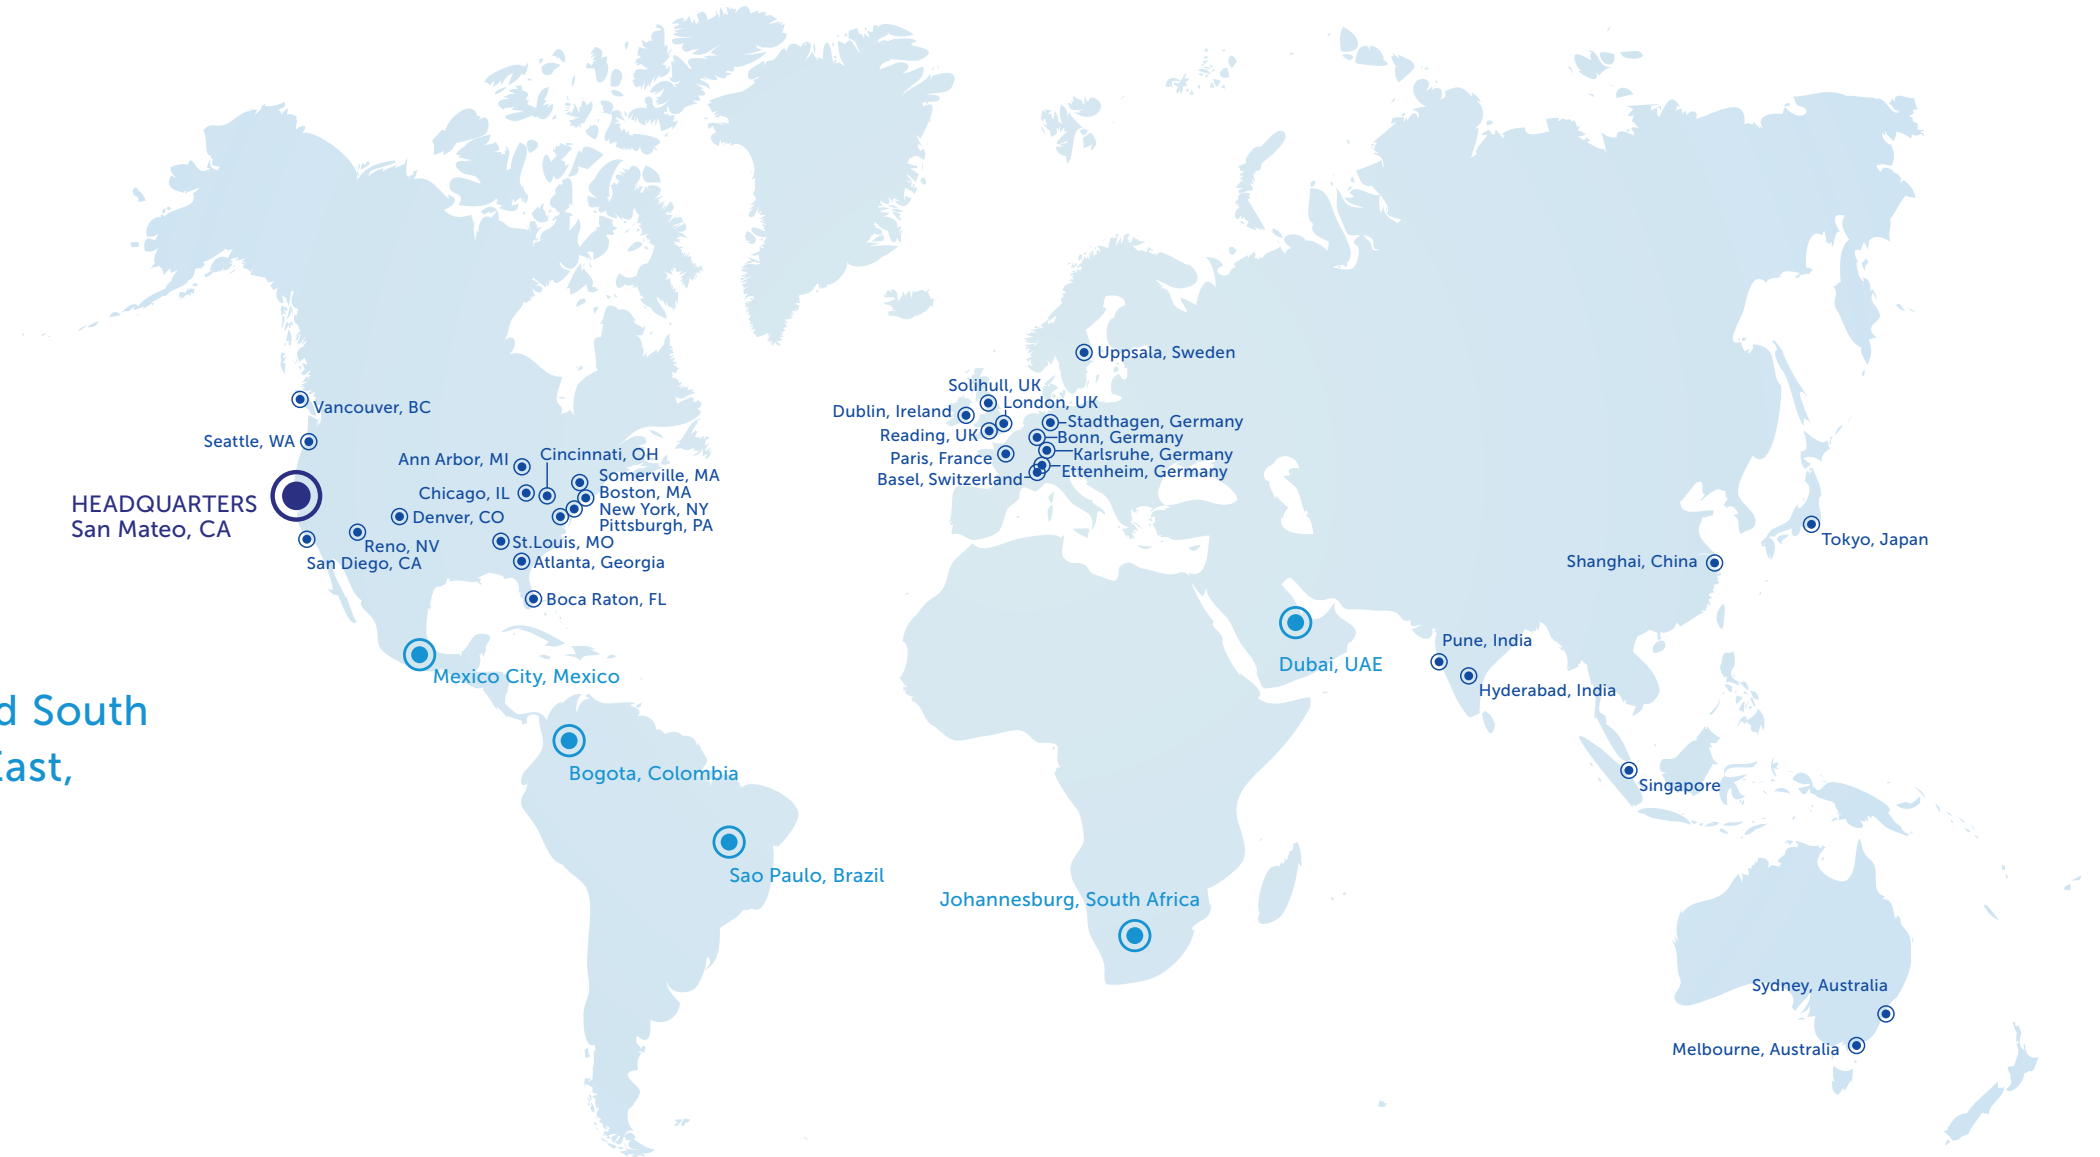 Uppsala, Sweden
Solihull, UK
London, UK
Dublin, Ireland
Stadthagen, Germany
Reading, UK
Bonn, Germany
Karlsruhe, Germany
Paris, France
Ettenheim, Germany
Basel, Switzerland
Vancouver, BC
Seattle, WA
Ann Arbor, MI
Cincinnati, OH
Somerville, MA
Chicago, IL
Boston, MA
New York, NY
Pittsburgh, PA
HEADQUARTERS
San Mateo, CA
Denver, CO
Reno, NV
St.Louis, MO
San Diego, CA
Atlanta, Georgia
Boca Raton, FL
Tokyo, Japan
Shanghai, China
Pune, India
Hyderabad, India
Dubai, UAE
Mexico City, Mexico
d South
East,
Bogota, Colombia
Singapore
Sao Paulo, Brazil
Johannesburg, South Africa
Sydney, Australia
Melbourne, Australia